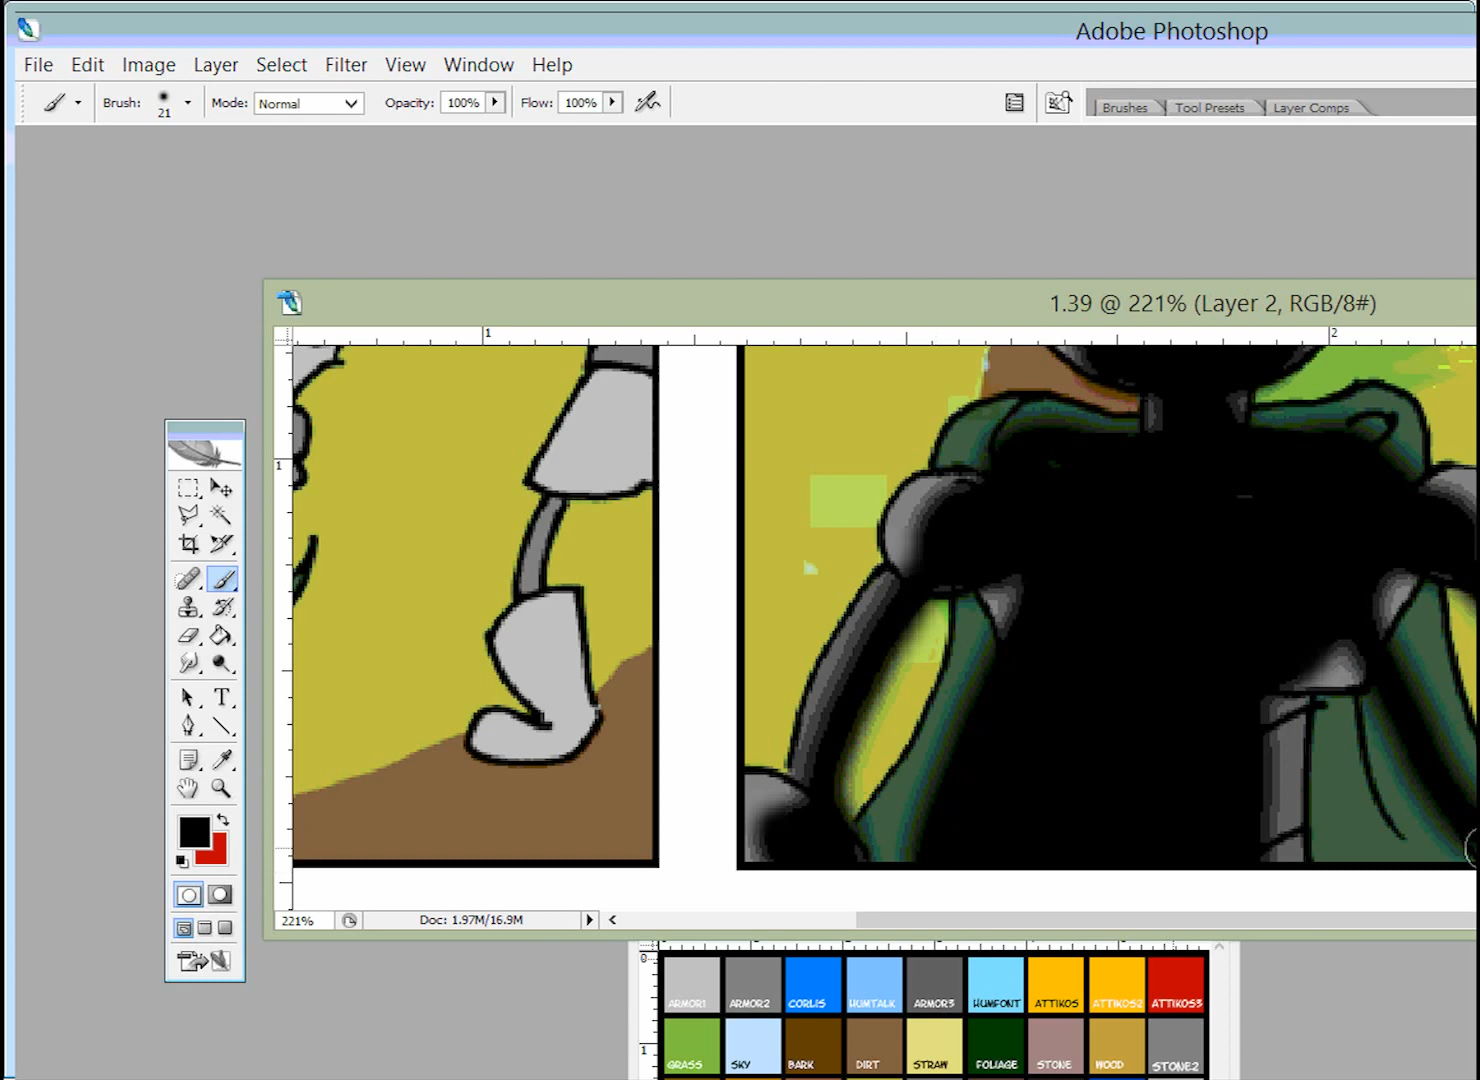 Adobe Photoshop
File Edit Image Layer Select Filter View Window Help
Brush: 21 Mode: Normal Opacity: 100% Flow: 100% Brushes Tool Presets Layer Comps
1.39 @ 221% (Layer 2, RGB/8#)
1 2
1
221% Doc: 1.97M/16.9M
0
ARMOR1 ARMOR2 CORLIS HUMTALK ARMOR3 HUMFONT ATTIKOS ATTIKOS2 ATTIKOS3
1
GRASS SKY BARK DIRT STRAW FOLIAGE STONE WOOD STONE2